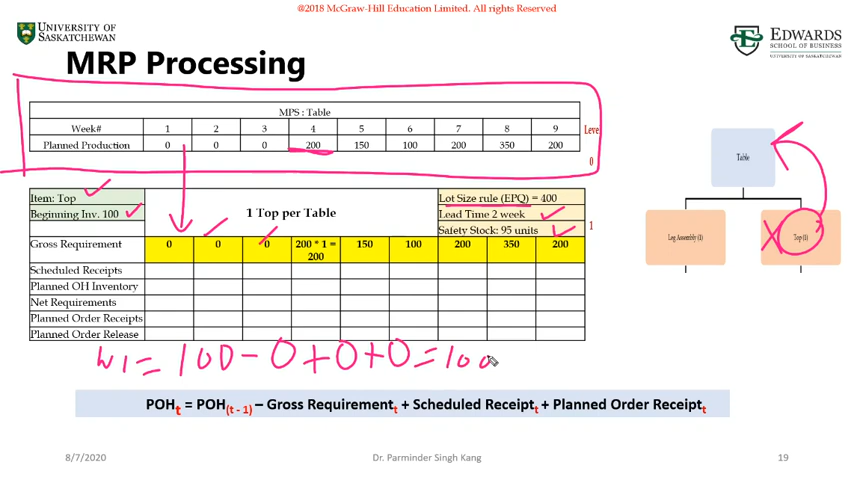 @2018 McGraw-Hill Education Limited. All rights Reserved
UNIVERSITY OF
SASKATCHEWAN
EDWARDS
SCHOOL OF BUSINESS
UNIVERSITY OF SASKATCHEWAN
MRP Processing
MPS : Table
Week# 1 2 3 4 5 6 7 8 9
Planned Production 0 0 0 200 150 100 200 350 200
Leve
0
Item: Top
Beginning Inv. 100
1 Top per Table
Lot Size rule (EPQ) = 400
Lead Time 2 week
Safety Stock: 95 units
1
Gross Requirement 0 0 0 200 * 1 = 200 150 100 200 350 200
Scheduled Receipts
Planned OH Inventory
Net Requirements
Planned Order Receipts
Planned Order Release
Table
Leg Assembly (1)
Top (1)
W1 = 100 - 0 + 0 + 0 = 100
POHt = POH(t - 1) – Gross Requirementt + Scheduled Receiptt + Planned Order Receiptt
8/7/2020
Dr. Parminder Singh Kang
19